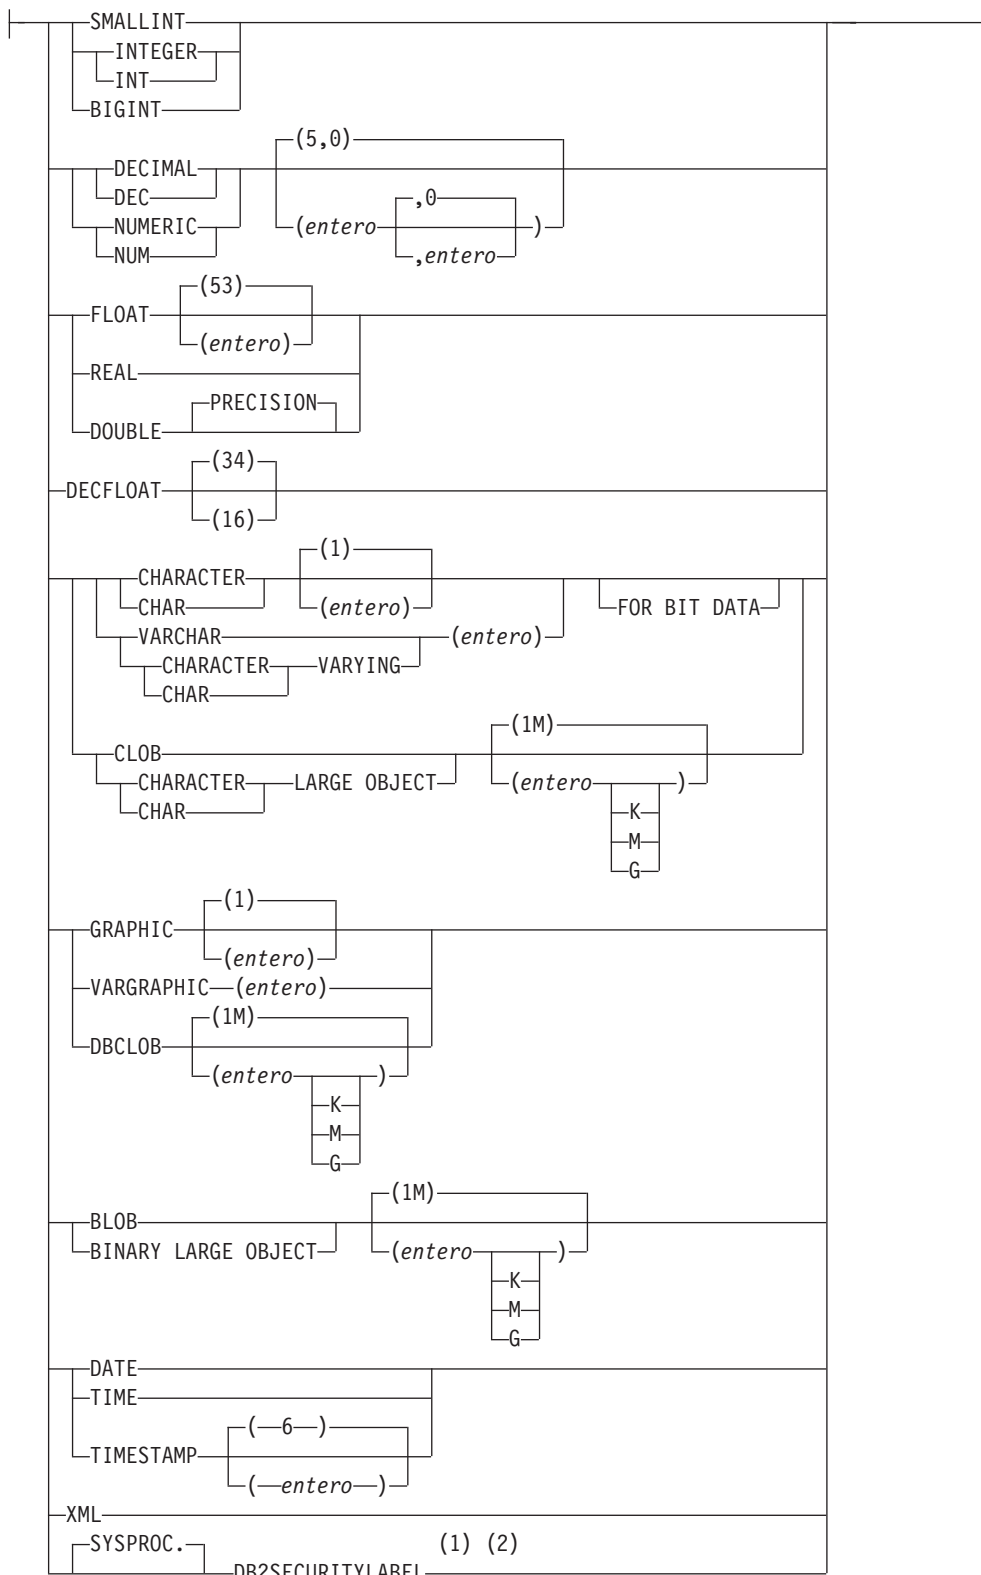 SMALLINT
INTEGER
INT
BIGINT
(5,0)
DECIMAL
DEC
,0
NUMERIC (entero )
NUM ,entero
(53)
FLOAT
(entero)
REAL
PRECISION
DOUBLE
(34)
DECFLOAT
(16)
(1)
CHARACTER
CHAR (entero) FOR BIT DATA
VARCHAR (entero)
CHARACTER VARYING
CHAR
(1M)
CLOB
CHARACTER LARGE OBJECT (entero )
CHAR K
M
G
(1)
GRAPHIC
(entero)
VARGRAPHIC (entero)
(1M)
DBCLOB
(entero )
K
M
G
(1M)
BLOB
BINARY LARGE OBJECT (entero )
K
M
G
DATE
TIME
( 6 )
TIMESTAMP
( entero )
XML
SYSPROC. (1) (2)
DB2SECURITYLABEL